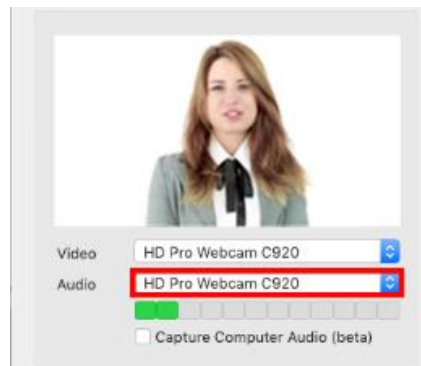 Video HD Pro Webcam C920
Audio HD Pro Webcam C920
Capture Computer Audio (beta)